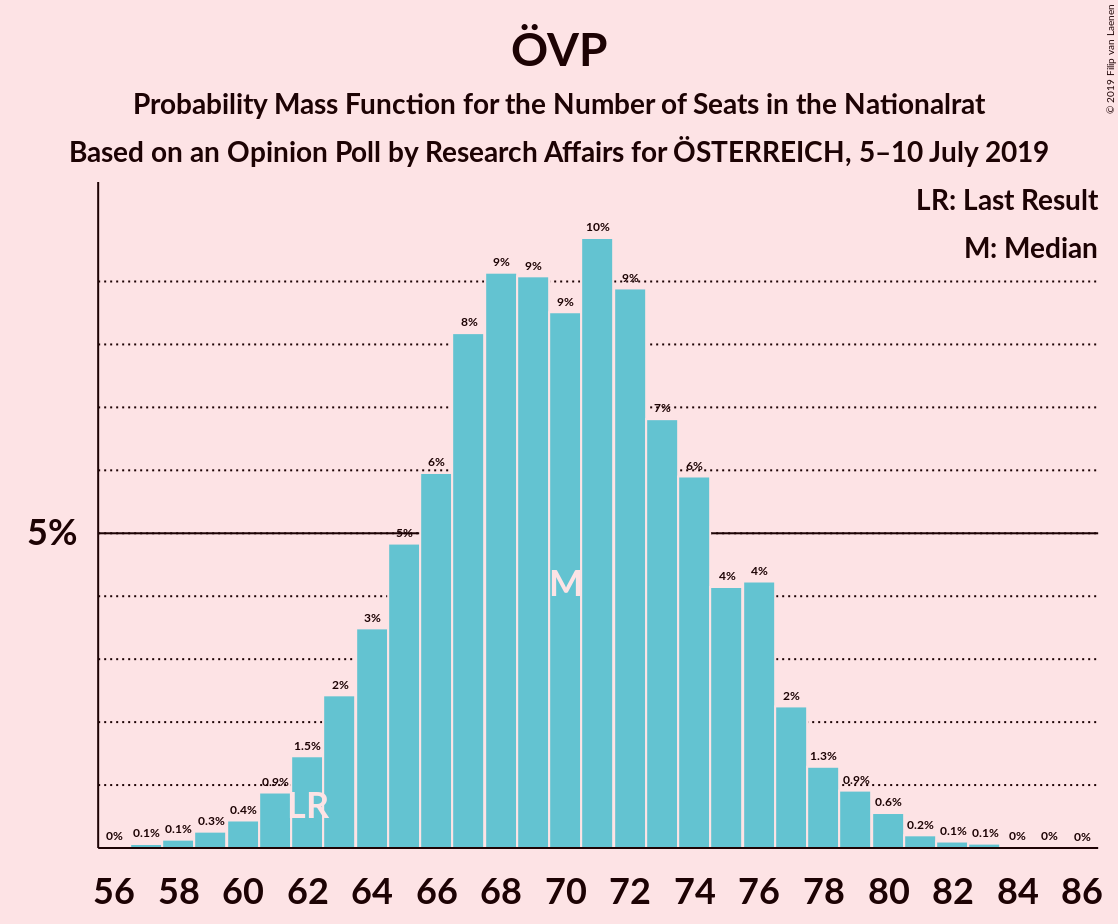 ÖVP
Probability Mass Function for the Number of Seats in the Nationalrat
Based on an Opinion Poll by Research Affairs for ÖSTERREICH, 5–10 July 2019
© 2019 Filip van Laenen
LR: Last Result
M: Median
5%
0% 0.1% 0.1% 0.3% 0.4% 0.9% 1.5% 2% 3% 5% 6% 8% 9% 9% 9% 10% 9% 7% 6% 4% 4% 2% 1.3% 0.9% 0.6% 0.2% 0.1% 0.1% 0% 0% 0%
M
LR
56 58 60 62 64 66 68 70 72 74 76 78 80 82 84 86